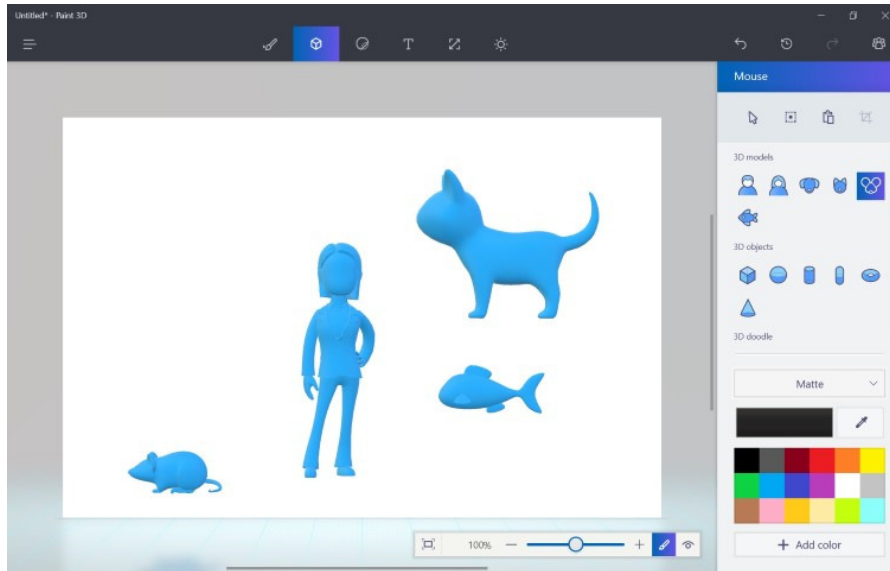 Untitled* - Paint 3D
T
Mouse
3D models
3D objects
3D doodle
Matte
100%
+ Add color